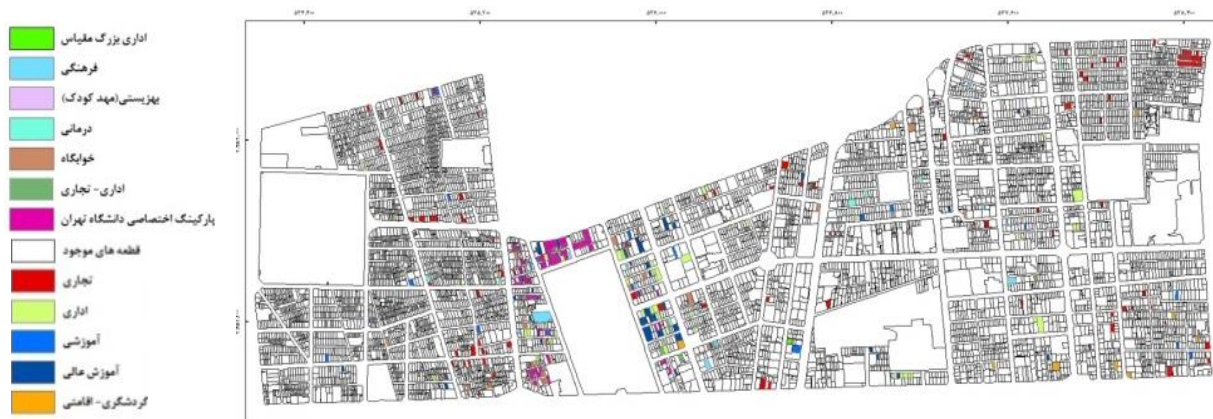 اداری بزرگ مقیاس
فرهنگی
بهزیستی(مهد کودک)
درمانی
خوابگاه
اداری- تجاری
پارکینگ اختصاصی دانشگاه تهران
قطعه های موجود
تجاری
اداری
آموزشی
آموزش عالی
گردشگری- اقامتی